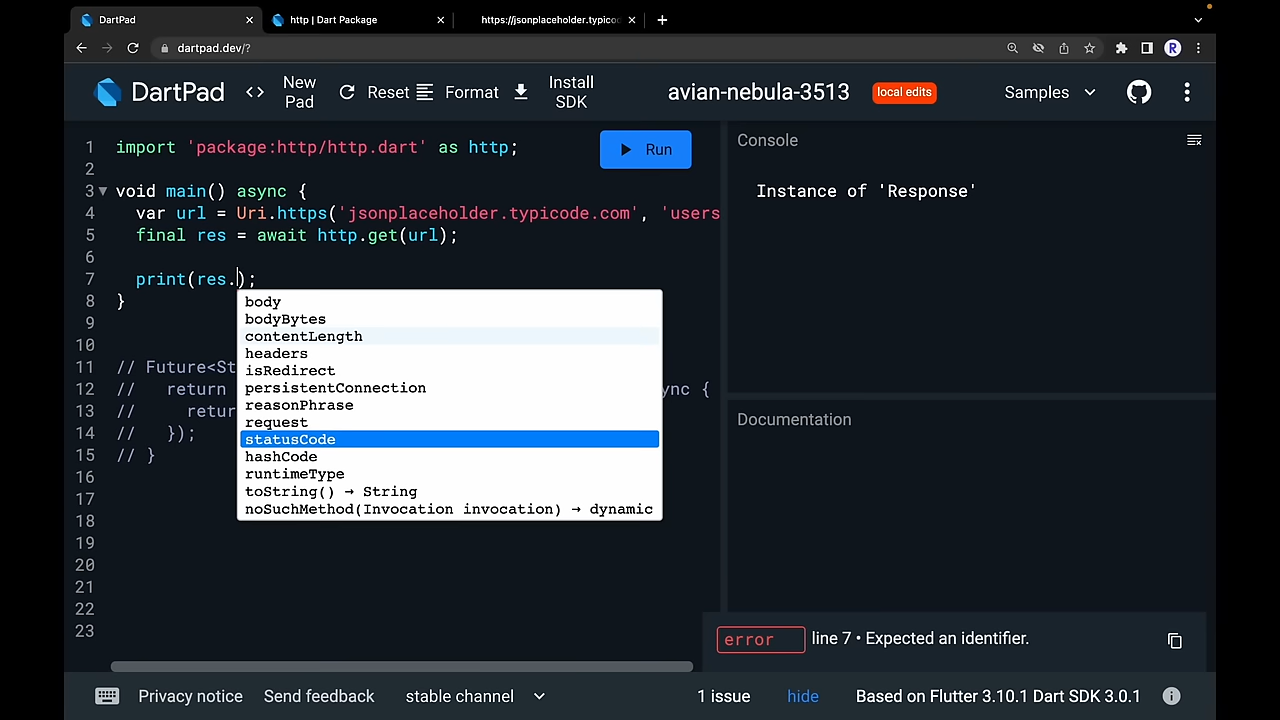 DartPad
http | Dart Package
https://jsonplaceholder.typico
dartpad.dev/?
R
DartPad
New Pad
Reset
Format
Install SDK
avian-nebula-3513
local edits
Samples
1 import 'package:http/http.dart' as http;
2
3 void main() async {
4 var url = Uri.https('jsonplaceholder.typicode.com', 'users
5 final res = await http.get(url);
6
7 print(res.);
8 }
9
10
11 // Future<St
12 // return ync {
13 // retur
14 // });
15 // }
16
17
18
19
20
21
22
23
Run
body
bodyBytes
contentLength
headers
isRedirect
persistentConnection
reasonPhrase
request
statusCode
hashCode
runtimeType
toString() → String
noSuchMethod(Invocation invocation) → dynamic
Console
Instance of 'Response'
Documentation
error line 7 • Expected an identifier.
Privacy notice
Send feedback
stable channel
1 issue
hide
Based on Flutter 3.10.1 Dart SDK 3.0.1